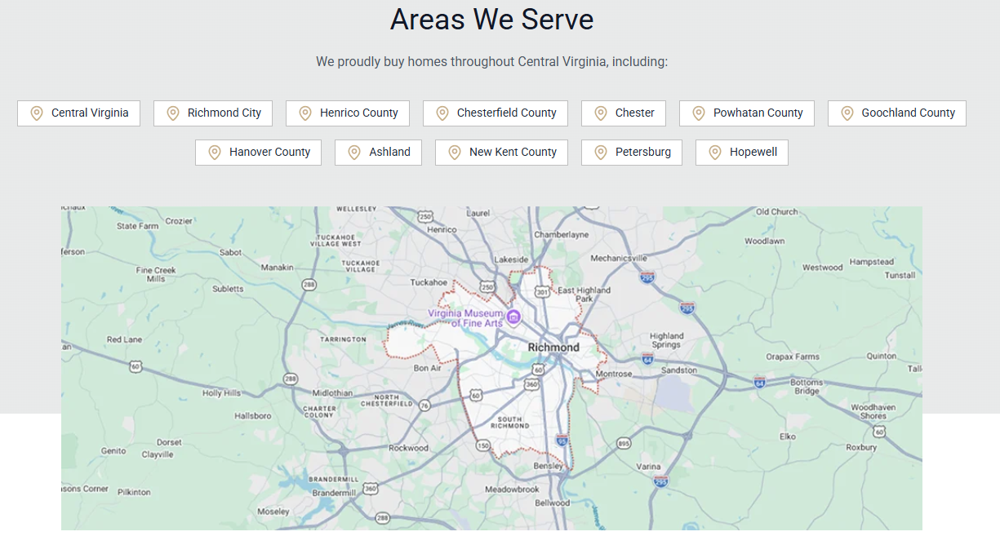 Areas We Serve
We proudly buy homes throughout Central Virginia, including:
Central Virginia
Richmond City
Henrico County
Chesterfield County
Chester
Powhatan County
Goochland County
Hanover County
Ashland
New Kent County
Petersburg
Hopewell
WELLESLEY
Laurel
Old Church
250
State Farm
Crozier
Henrico
Chamberlayne
TUCKAHOE
VILLAGE WEST
Woodlawn
Sabot
Lakeside
Mechanicsville
Manakin
TUCKAHOE
VILLAGE
Hampstead
Westwood
Fine Creek
Mills
295
Tunstall
Subletts
288
Tuckahoe
250
301
East Highland
Park
295
Virginia Museum
of Fine Arts
Red Lane
TARRINGTON
Richmond
Highland
Springs
64
Orapax Farms
Quinton
60
Bon Air
60
Montrose
Sandston
288
360
64
Bottoms
Bridge
Holly Hills
Midlothian
NORTH
CHESTERFIELD
76
60
CHARTER
COLONY
Woodhaven
Shores
Hallsboro
SOUTH
RICHMOND
60
Elko
Dorset
95
895
Genito
Clayville
Rockwood
150
Roxbury
Bensley
Varina
BRANDERMILL
Brandermill
360
295
Pilkinton
Meadowbrook
Bellwood
Moseley
288